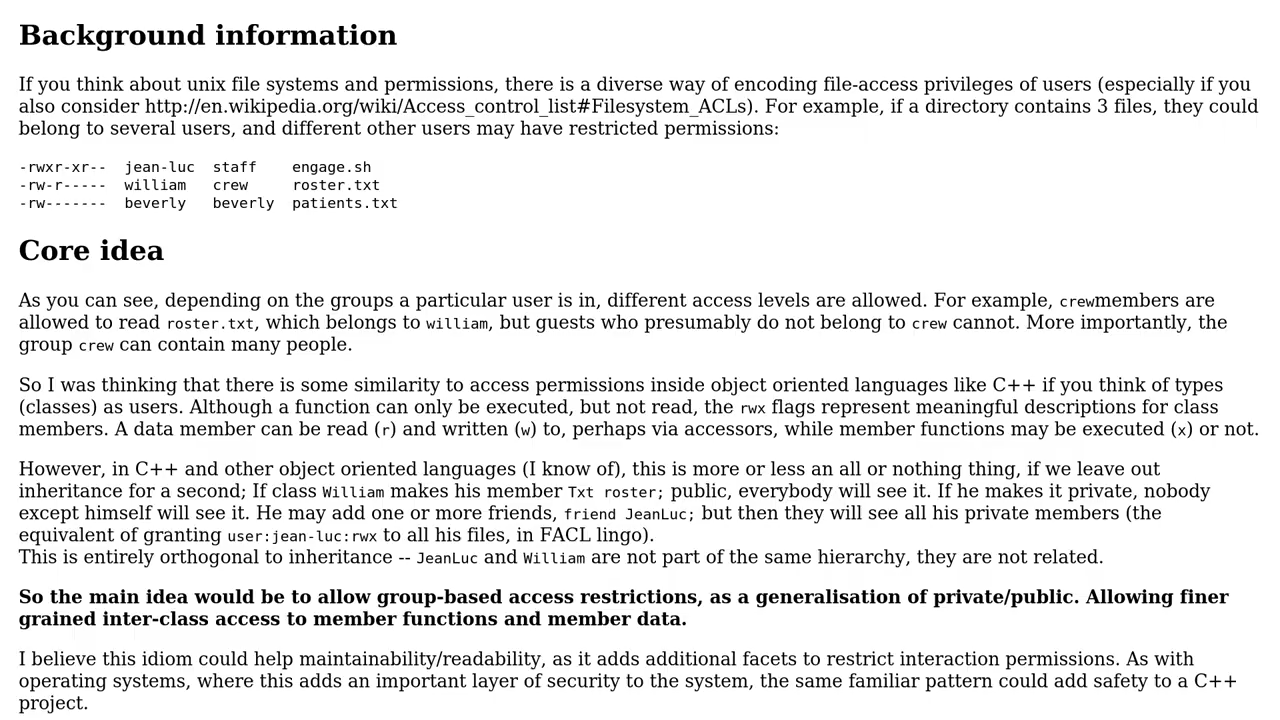 Background information
If you think about unix file systems and permissions, there is a diverse way of encoding file-access privileges of users (especially if you
also consider http://en.wikipedia.org/wiki/Access_control_list#Filesystem_ACLs). For example, if a directory contains 3 files, they could
belong to several users, and different other users may have restricted permissions:
-rwxr-xr--  jean-luc  staff    engage.sh
-rw-r-----  william   crew     roster.txt
-rw-------  beverly   beverly  patients.txt
Core idea
As you can see, depending on the groups a particular user is in, different access levels are allowed. For example, crewmembers are
allowed to read roster.txt, which belongs to william, but guests who presumably do not belong to crew cannot. More importantly, the
group crew can contain many people.
So I was thinking that there is some similarity to access permissions inside object oriented languages like C++ if you think of types
(classes) as users. Although a function can only be executed, but not read, the rwx flags represent meaningful descriptions for class
members. A data member can be read (r) and written (w) to, perhaps via accessors, while member functions may be executed (x) or not.
However, in C++ and other object oriented languages (I know of), this is more or less an all or nothing thing, if we leave out
inheritance for a second; If class William makes his member Txt roster; public, everybody will see it. If he makes it private, nobody
except himself will see it. He may add one or more friends, friend JeanLuc; but then they will see all his private members (the
equivalent of granting user:jean-luc:rwx to all his files, in FACL lingo).
This is entirely orthogonal to inheritance -- JeanLuc and William are not part of the same hierarchy, they are not related.
So the main idea would be to allow group-based access restrictions, as a generalisation of private/public. Allowing finer
grained inter-class access to member functions and member data.
I believe this idiom could help maintainability/readability, as it adds additional facets to restrict interaction permissions. As with
operating systems, where this adds an important layer of security to the system, the same familiar pattern could add safety to a C++
project.